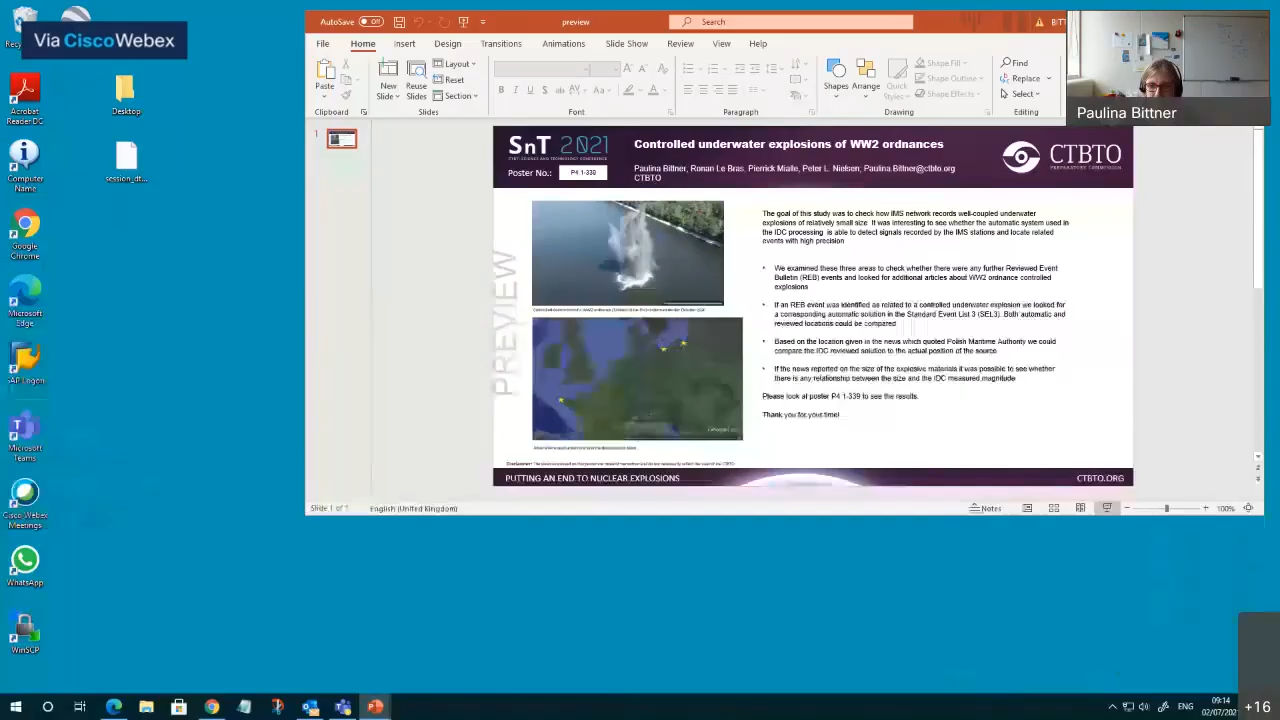 Via CiscoWebex
Acrobat
Reader DC
Computer
Name
Google
Chrome
Microsoft
Edge
SAP Logon
Microsoft
Teams
Cisco Webex
Meetings
WhatsApp
WinSCP
Desktop
session_dt...
AutoSave Off
preview
Search
File Home Insert Design Transitions Animations Slide Show Review View Help
Paste
New
Slide
Reuse
Slides
Layout
Reset
Section
Shapes
Arrange
Quick
Styles
Shape Fill
Shape Outline
Shape Effects
Find
Replace
Select
Clipboard
Slides
Font
Paragraph
Drawing
Editing
Paulina Bittner
1
SnT 2021
Poster No.: P4.1-339
Controlled underwater explosions of WW2 ordnances
Paulina Bittner, Ronan Le Bras, Pierrick Mialle, Peter L. Nielsen; Paulina.Bittner@ctbto.org
CTBTO
CTBTO
PREPARATORY COMMISSION
PREVIEW
The goal of this study was to check how IMS network records well-coupled underwater
explosions of relatively small size. It was interesting to see whether the automatic system used in
the IDC processing is able to detect signals recorded by the IMS stations and locate related
events with high precision
• We examined these three areas to check whether there were any further Reviewed Event
Bulletin (REB) events and looked for additional articles about WW2 ordnance controlled
explosions
• If an REB event was identified as related to a controlled underwater explosion we looked for
a corresponding automatic solution in the Standard Event List 3 (SEL3). Both automatic and
reviewed locations could be compared
• Based on the location given in the news which quoted Polish Maritime Authority we could
compare the IDC reviewed solution to the actual position of the source
• If the news reported on the size of the explosive materials it was possible to see whether
there is any relationship between the size and the IDC measured magnitude
Please look at poster P4.1-339 to see the results.
Thank you for your time!
PUTTING AN END TO NUCLEAR EXPLOSIONS
CTBTO.ORG
Slide 1 of 1
English (United Kingdom)
Notes
100%
ENG
09:14
+16